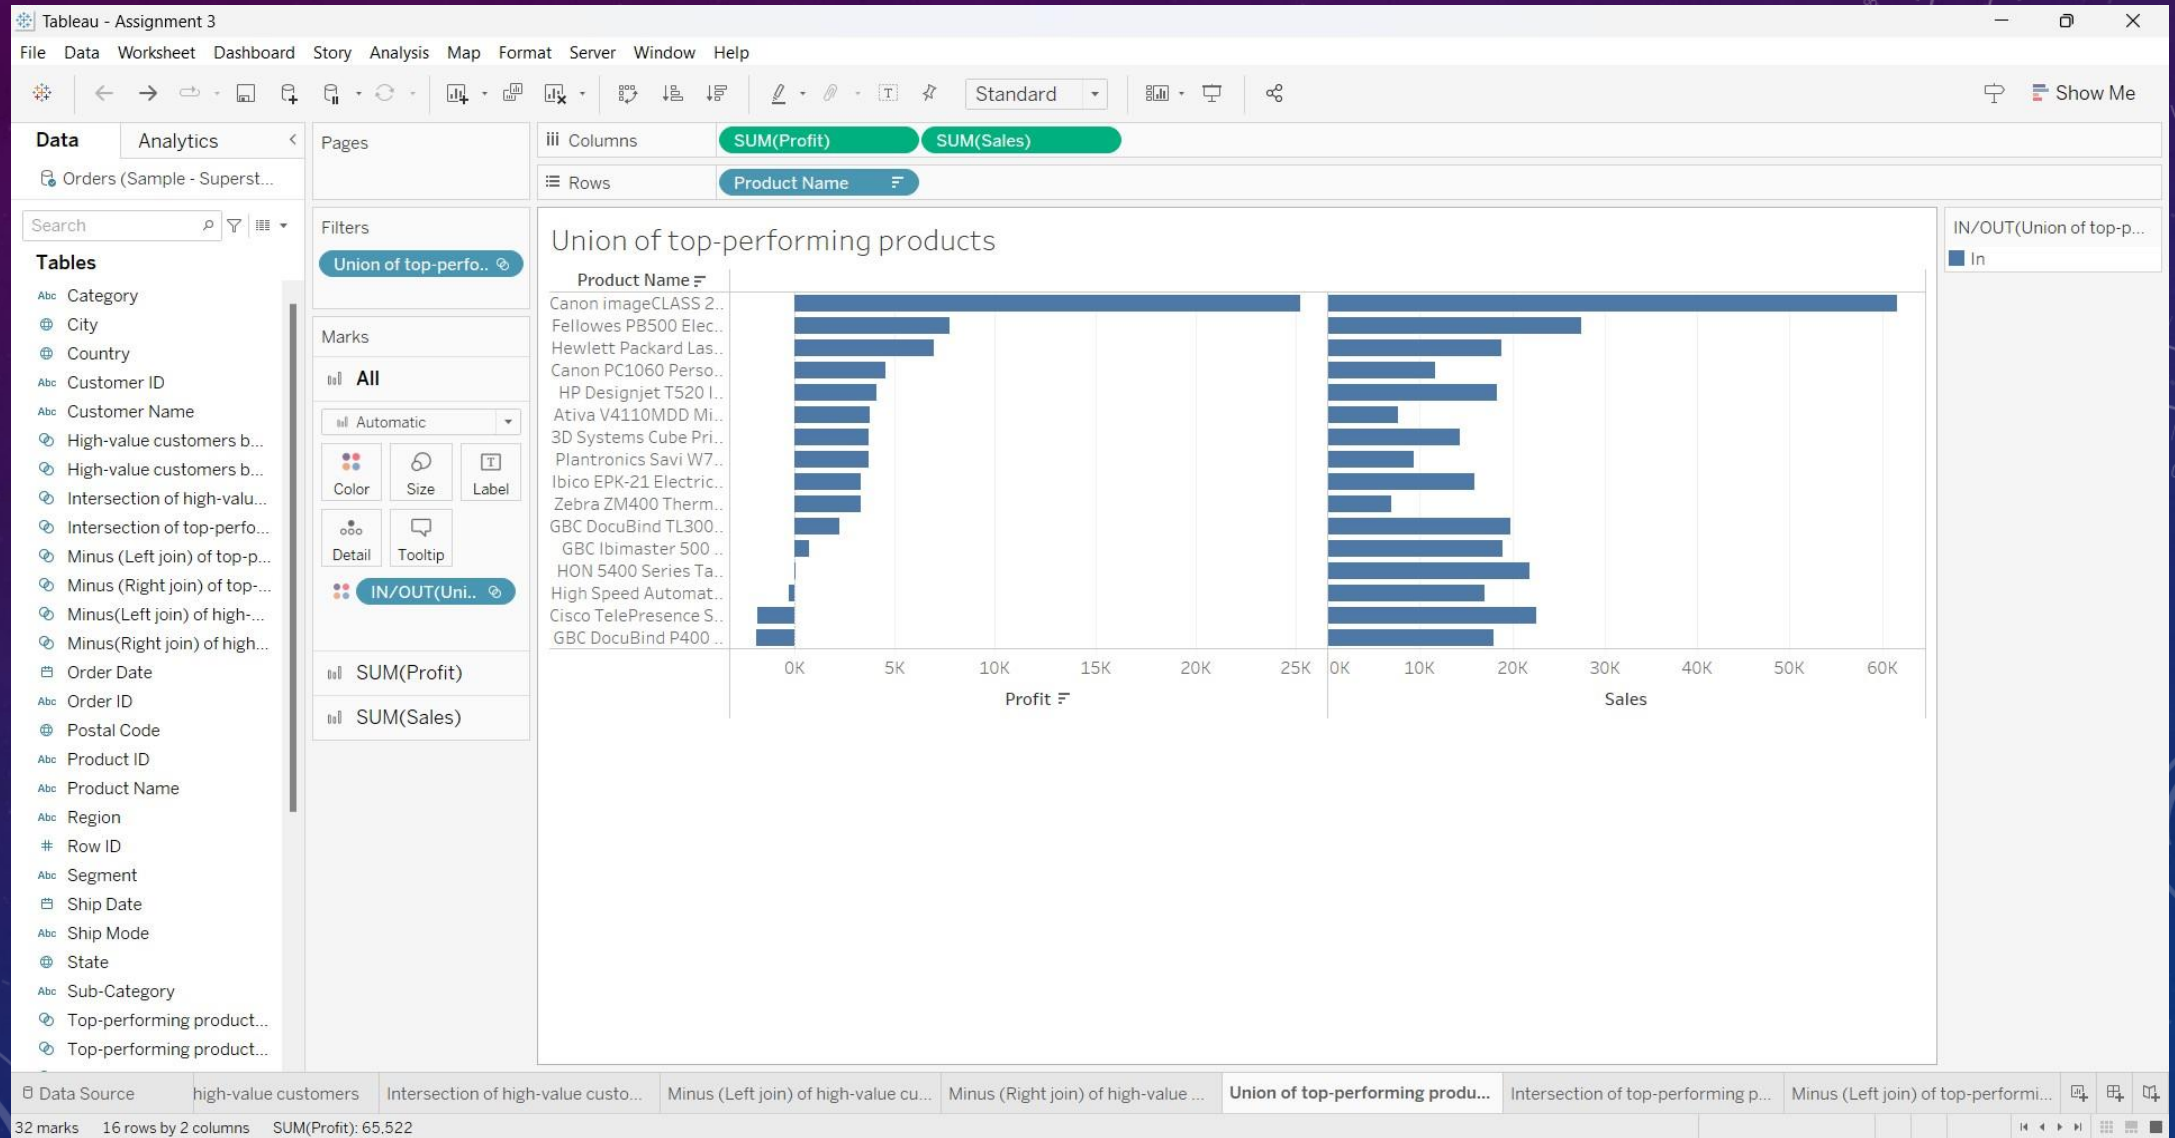 Tableau - Assignment 3
File Data Worksheet Dashboard Story Analysis Map Format Server Window Help
Standard
Show Me
Data Analytics
Orders (Sample - Superst...
Search
Tables
Abc Category
City
Country
Abc Customer ID
Abc Customer Name
High-value customers b...
High-value customers b...
Intersection of high-valu...
Intersection of top-perfo...
Minus (Left join) of top-p...
Minus (Right join) of top-...
Minus(Left join) of high-...
Minus(Right join) of high...
Order Date
Abc Order ID
Postal Code
Abc Product ID
Abc Product Name
Abc Region
# Row ID
Abc Segment
Ship Date
Abc Ship Mode
State
Abc Sub-Category
Top-performing product...
Top-performing product...
Pages
Filters
Union of top-perfo..
Marks
All
Automatic
Color Size Label
Detail Tooltip
IN/OUT(Uni..
SUM(Profit)
SUM(Sales)
Columns SUM(Profit) SUM(Sales)
Rows Product Name
Union of top-performing products
Product Name
Canon imageCLASS 2..
Fellowes PB500 Elec..
Hewlett Packard Las..
Canon PC1060 Perso..
HP Designjet T520 I..
Ativa V4110MDD Mi..
3D Systems Cube Pri..
Plantronics Savi W7..
Ibico EPK-21 Electric..
Zebra ZM400 Therm..
GBC DocuBind TL300..
GBC Ibimaster 500 ..
HON 5400 Series Ta..
High Speed Automat..
Cisco TelePresence S..
GBC DocuBind P400 ..
0K 5K 10K 15K 20K 25K 0K 10K 20K 30K 40K 50K 60K
Profit Sales
IN/OUT(Union of top-p...
In
Data Source high-value customers Intersection of high-value custo... Minus (Left join) of high-value cu... Minus (Right join) of high-value ... Union of top-performing produ... Intersection of top-performing p... Minus (Left join) of top-performi...
32 marks 16 rows by 2 columns SUM(Profit): 65,522